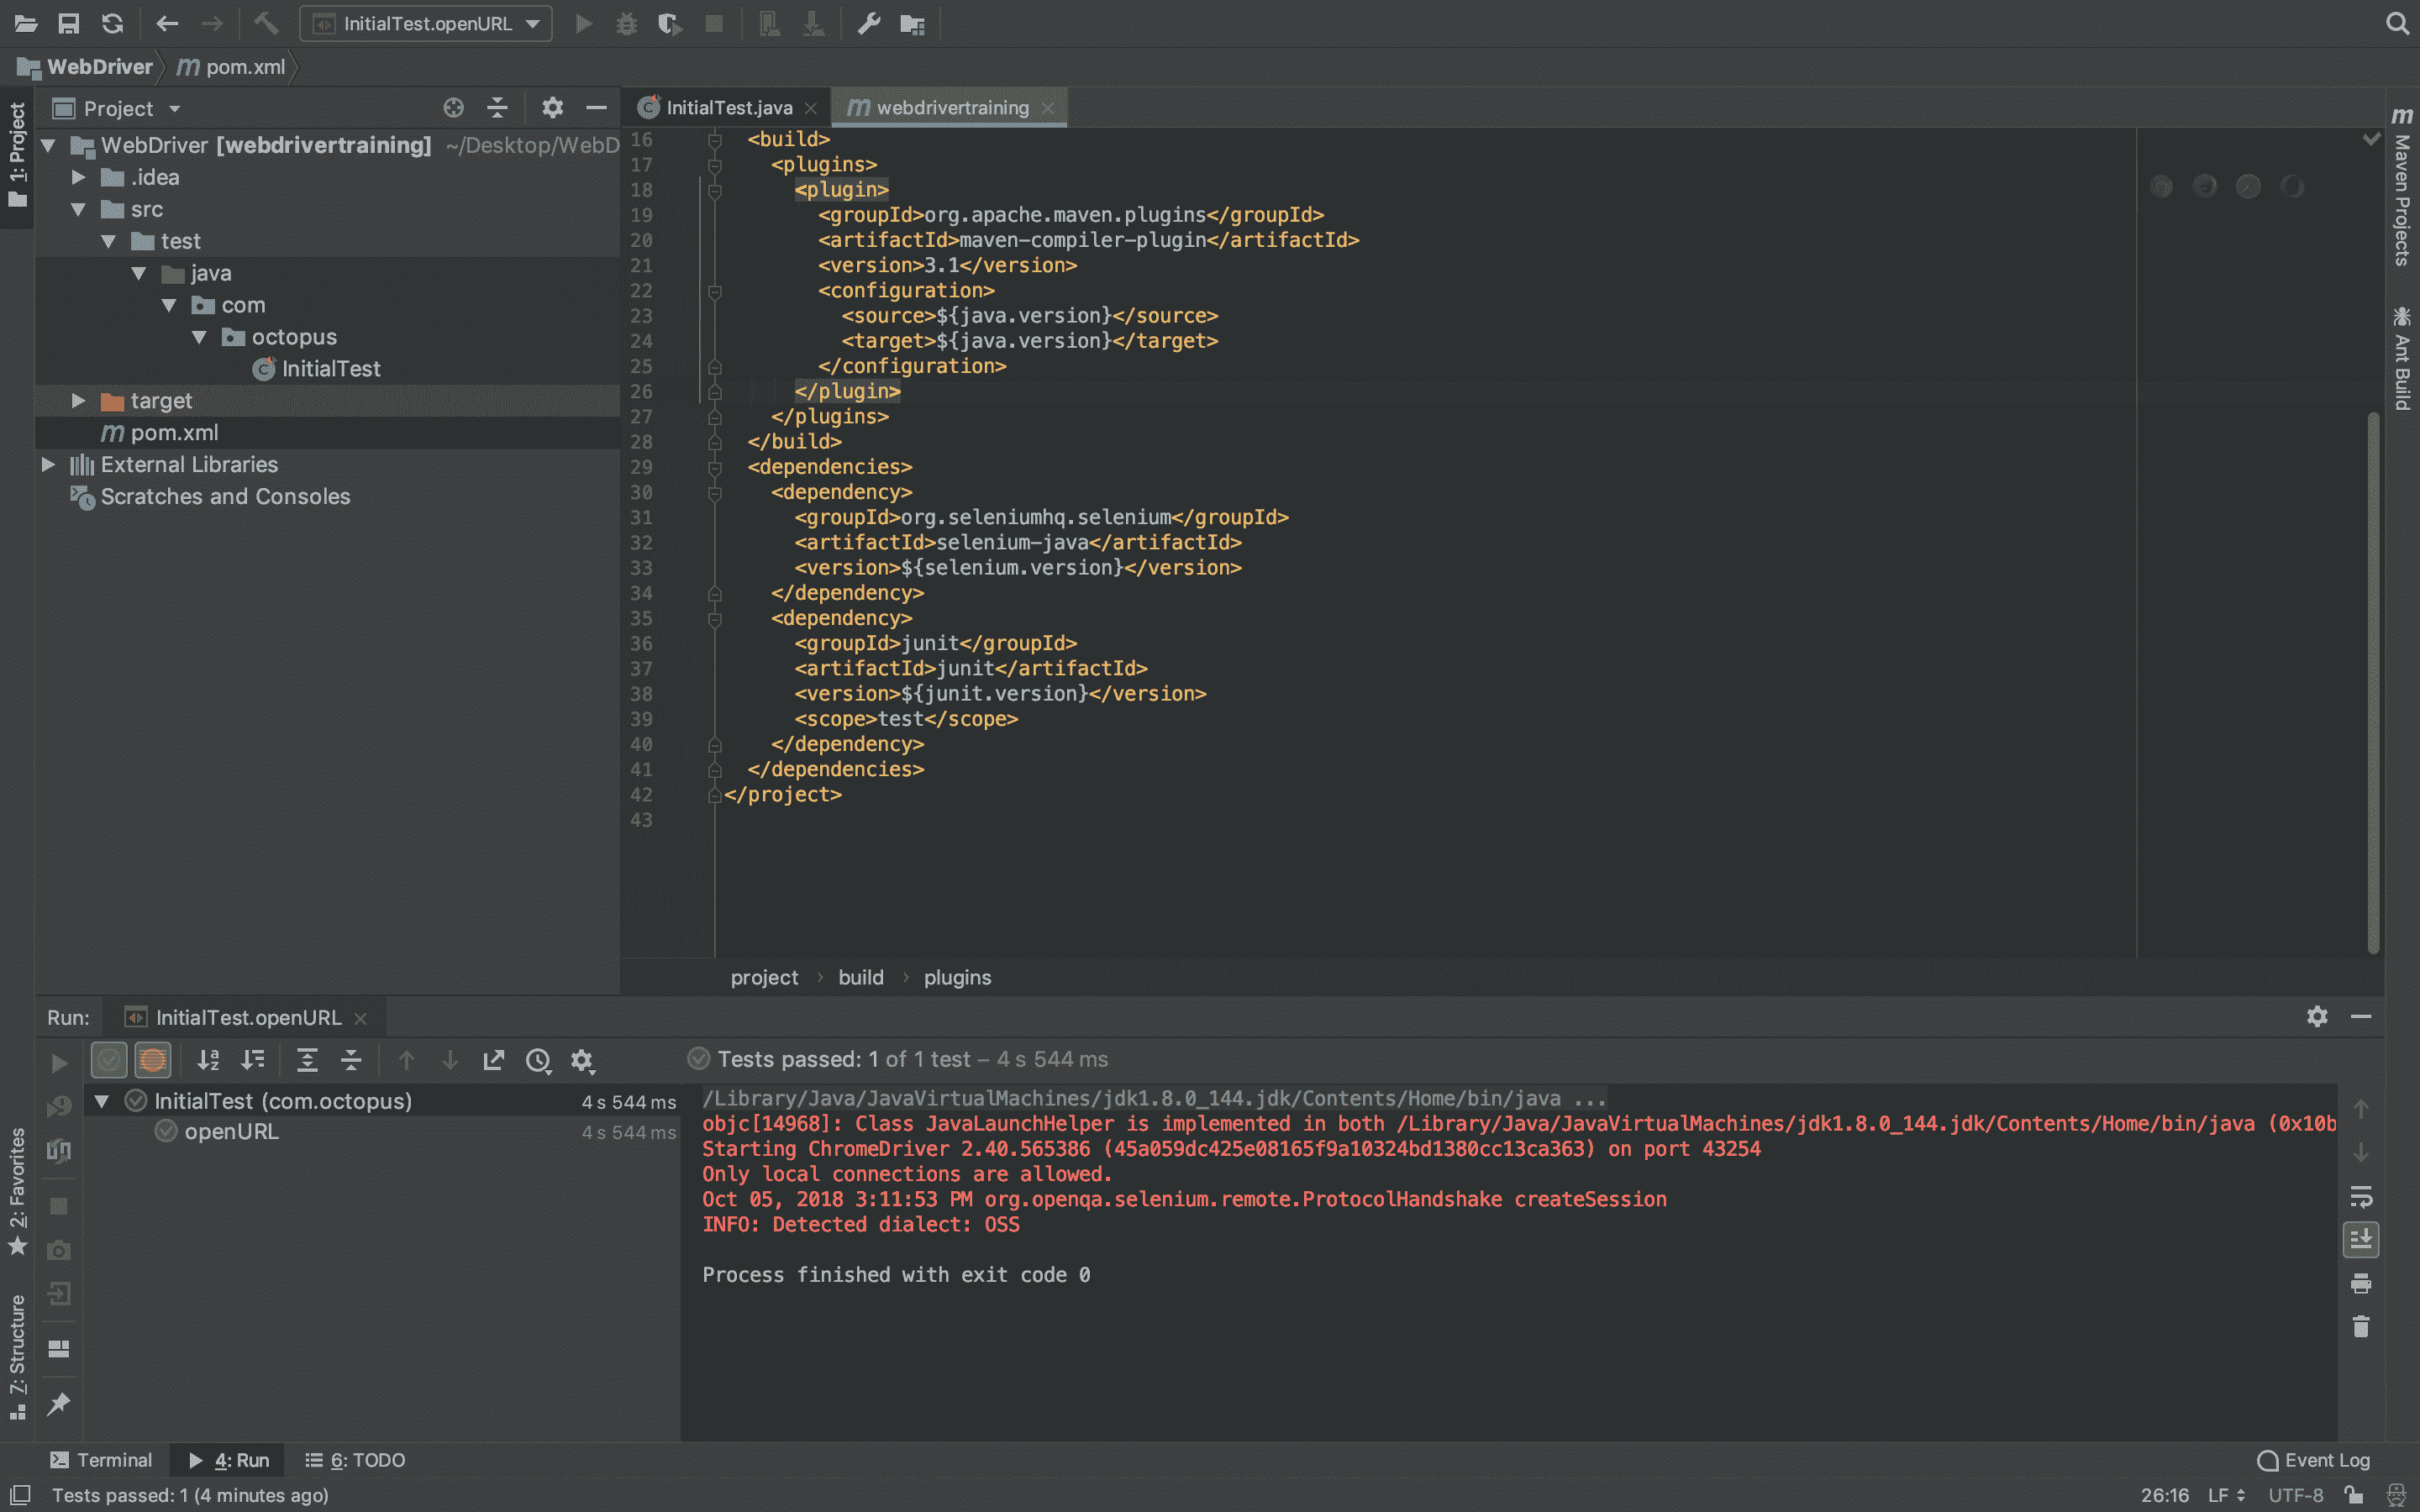 InitialTest.openURL
WebDriver
pom.xml
1: Project
Project
WebDriver [webdrivertraining] ~/Desktop/WebD
.idea
src
test
java
com
octopus
InitialTest
target
pom.xml
External Libraries
Scratches and Consoles
InitialTest.java
webdrivertraining
16 <build>
17 <plugins>
18 <plugin>
19 <groupId>org.apache.maven.plugins</groupId>
20 <artifactId>maven-compiler-plugin</artifactId>
21 <version>3.1</version>
22 <configuration>
23 <source>${java.version}</source>
24 <target>${java.version}</target>
25 </configuration>
26 </plugin>
27 </plugins>
28 </build>
29 <dependencies>
30 <dependency>
31 <groupId>org.seleniumhq.selenium</groupId>
32 <artifactId>selenium-java</artifactId>
33 <version>${selenium.version}</version>
34 </dependency>
35 <dependency>
36 <groupId>junit</groupId>
37 <artifactId>junit</artifactId>
38 <version>${junit.version}</version>
39 <scope>test</scope>
40 </dependency>
41 </dependencies>
42 </project>
43
project › build › plugins
Maven Projects
Ant Build
Run: InitialTest.openURL
Tests passed: 1 of 1 test – 4 s 544 ms
InitialTest (com.octopus) 4 s 544 ms
openURL 4 s 544 ms
/Library/Java/JavaVirtualMachines/jdk1.8.0_144.jdk/Contents/Home/bin/java ...
objc[14968]: Class JavaLaunchHelper is implemented in both /Library/Java/JavaVirtualMachines/jdk1.8.0_144.jdk/Contents/Home/bin/java (0x10b
Starting ChromeDriver 2.40.565386 (45a059dc425e08165f9a10324bd1380cc13ca363) on port 43254
Only local connections are allowed.
Oct 05, 2018 3:11:53 PM org.openqa.selenium.remote.ProtocolHandshake createSession
INFO: Detected dialect: OSS
Process finished with exit code 0
2: Favorites
Z: Structure
Terminal
4: Run
6: TODO
Event Log
Tests passed: 1 (4 minutes ago)
26:16 LF UTF-8